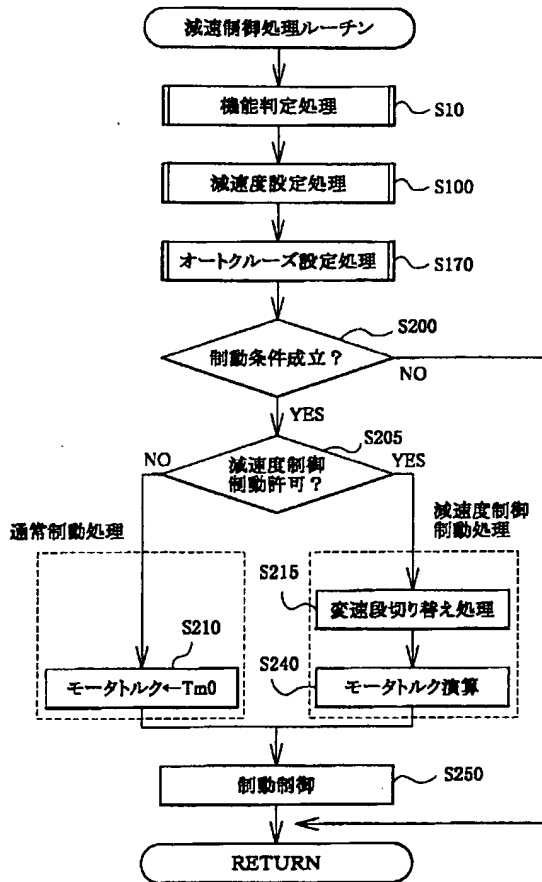 減速制御処理ルーチン
機能判定処理
S10
減速度設定処理
S100
オートクルーズ設定処理
S170
S200
制動条件成立?
NO
YES
S205
NO
減速度制御
制動許可?
YES
通常制動処理
減速度制御
制動処理
S215
変速段切り替え処理
S210
モータトルク←Tm0
S240
モータトルク演算
制動制御
S250
RETURN